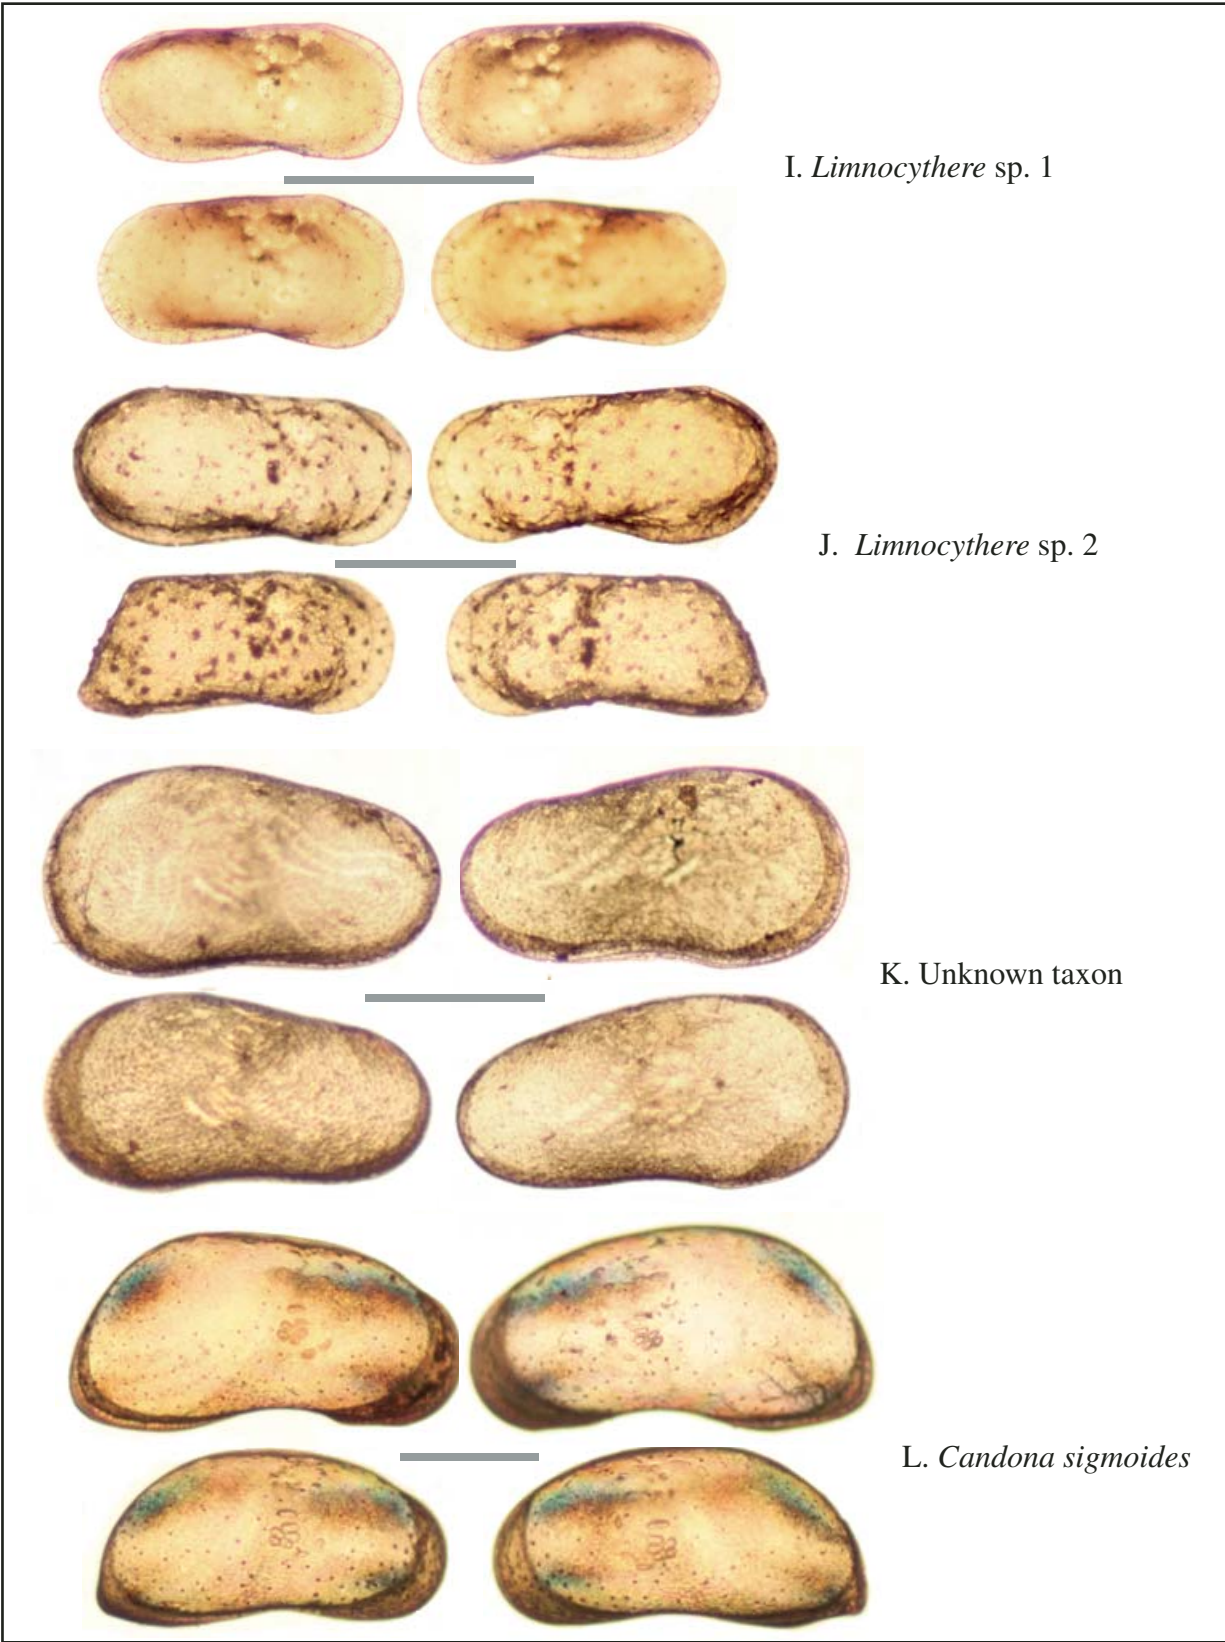 I. Limnocythere sp. 1
J. Limnocythere sp. 2
K. Unknown taxon
L. Candona sigmoides